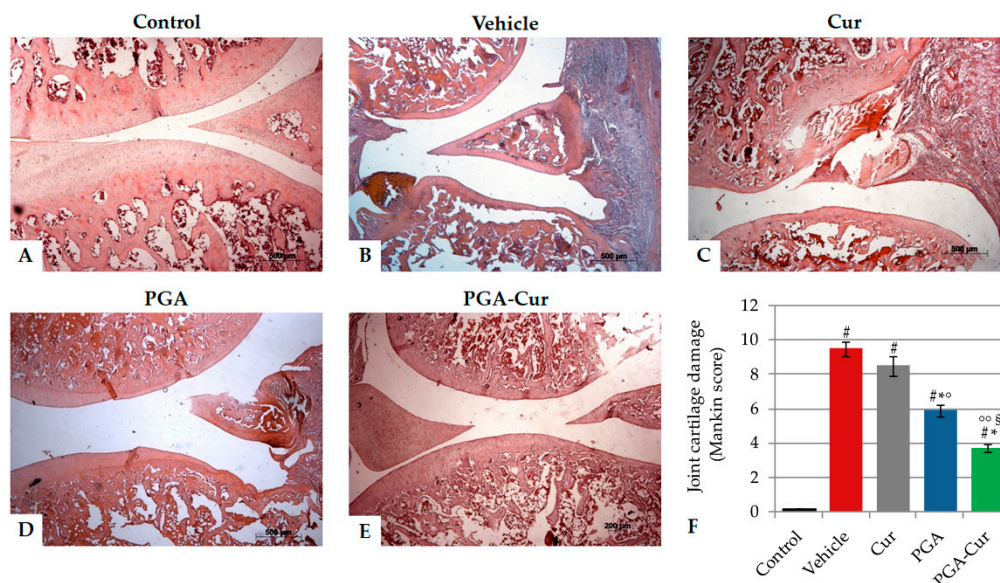 Control
Vehicle
Cur
A
500 µm
B
500 µm
C
500 µm
PGA
PGA-Cur
D
500 µm
E
200 µm
Joint cartilage damage
(Mankin score)
12
10
8
6
4
2
0
#
#
#*°
°° §
# *
Control
Vehicle
Cur
PGA
PGA-Cur
F